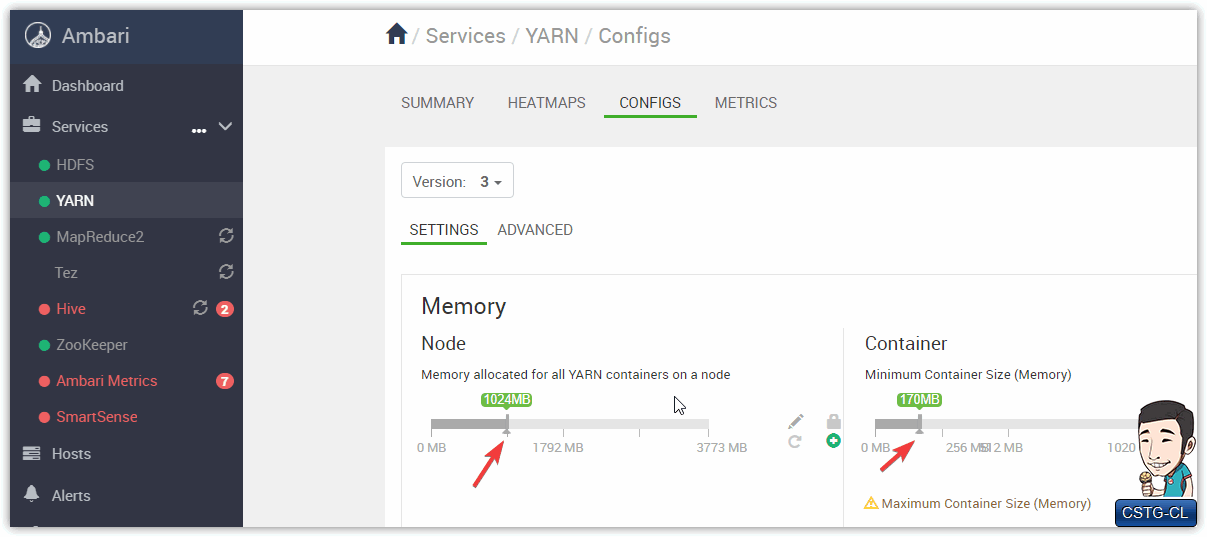 Ambari
/ Services / YARN / Configs
Dashboard
SUMMARY HEATMAPS CONFIGS METRICS
Services ...
HDFS
Version: 3
YARN
MapReduce2
SETTINGS ADVANCED
Tez
Hive 2
Memory
ZooKeeper
Node
Container
Ambari Metrics 7
Memory allocated for all YARN containers on a node
Minimum Container Size (Memory)
1024MB
170MB
SmartSense
0 MB 1792 MB 3773 MB
0 MB 256 MB 512 MB 1020
Hosts
Alerts
Maximum Container Size (Memory)
CSTG-CL